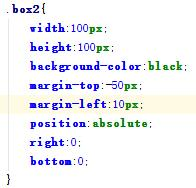 .box2{
width:100px;
height:100px;
background-color:black;
margin-top:-50px;
margin-left:10px;
position:absolute;
right:0;
bottom:0;
}